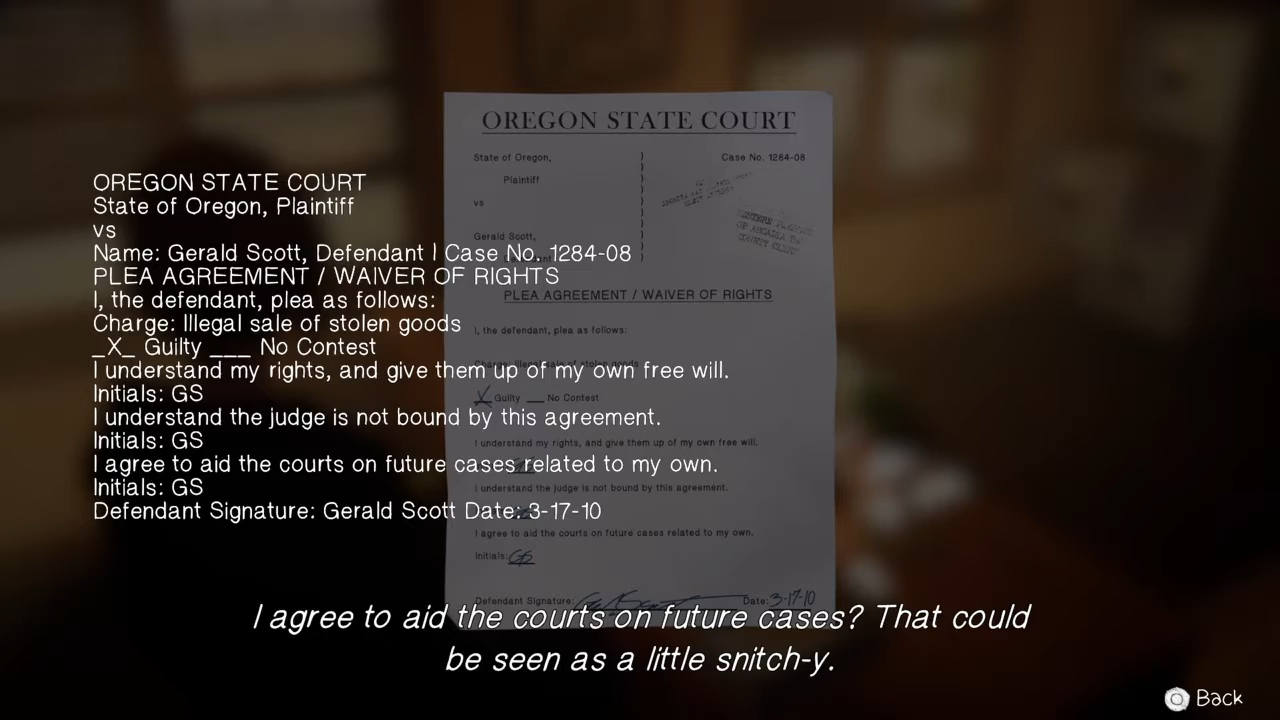 OREGON STATE COURT
State of Oregon, Plaintiff
vs
Name: Gerald Scott, Defendant | Case No. 1284-08
PLEA AGREEMENT / WAIVER OF RIGHTS
I, the defendant, plea as follows:
Charge: Illegal sale of stolen goods
_X_ Guilty ___ No Contest
I understand my rights, and give them up of my own free will.
Initials: GS
I understand the judge is not bound by this agreement.
Initials: GS
I agree to aid the courts on future cases related to my own.
Initials: GS
Defendant Signature: Gerald Scott Date: 3-17-10
OREGON STATE COURT
State of Oregon,
Case No. 1284-08
Plaintiff
vs
Gerald Scott,
PLEA AGREEMENT / WAIVER OF RIGHTS
I, the defendant, plea as follows:
Charge: Illegal sale of stolen goods
X Guilty ___ No Contest
I understand my rights, and give them up of my own free will.
I understand the judge is not bound by this agreement.
I agree to aid the courts on future cases related to my own.
Initials: GS
Defendant Signature: Date: 3-17-10
I agree to aid the courts on future cases? That could
be seen as a little snitch-y.
Back